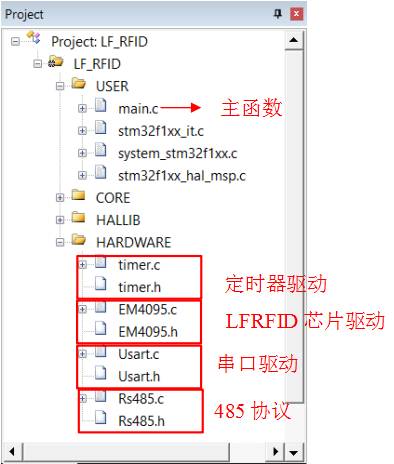 Project
Project: LF_RFID
LF_RFID
USER
main.c 主函数
stm32f1xx_it.c
system_stm32f1xx.c
stm32f1xx_hal_msp.c
CORE
HALLIB
HARDWARE
timer.c
timer.h
定时器驱动
EM4095.c
EM4095.h
LFRFID 芯片驱动
Usart.c
Usart.h
串口驱动
Rs485.c
Rs485.h
485 协议